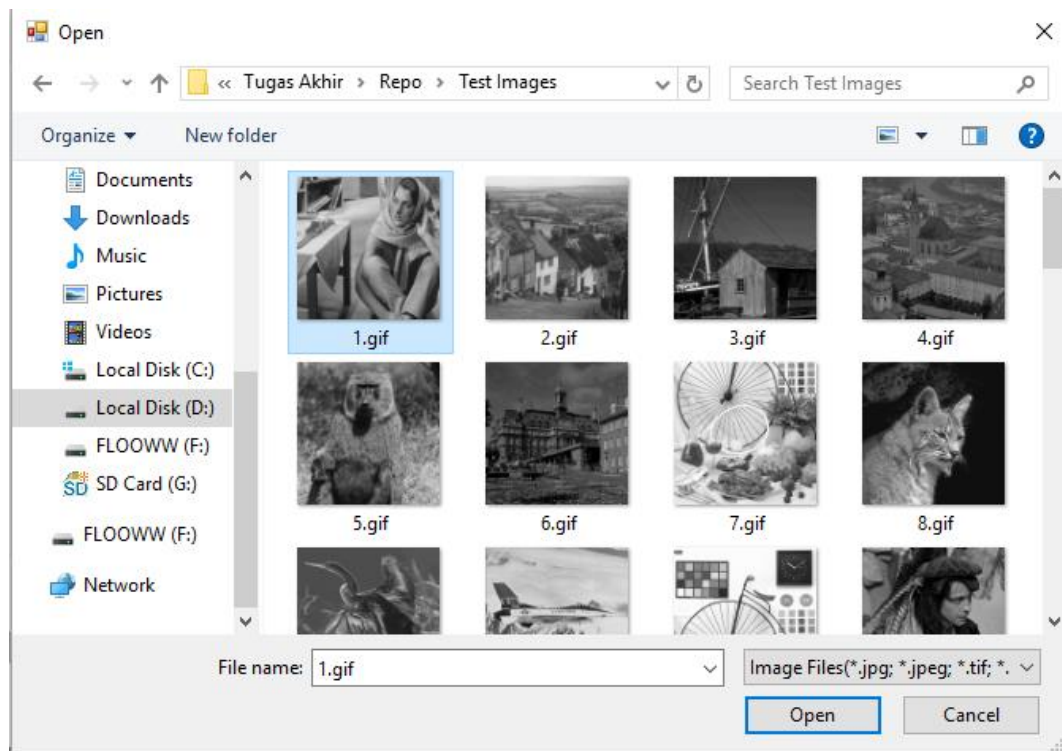 Open
« Tugas Akhir > Repo > Test Images
Search Test Images
Organize
New folder
?
Documents
Downloads
Music
Pictures
Videos
Local Disk (C:)
Local Disk (D:)
FLOOWW (F:)
SD Card (G:)
FLOOWW (F:)
Network
1.gif 2.gif 3.gif 4.gif
5.gif 6.gif 7.gif 8.gif
File name: 1.gif
Image Files(*.jpg; *.jpeg; *.tif; *.
Open Cancel